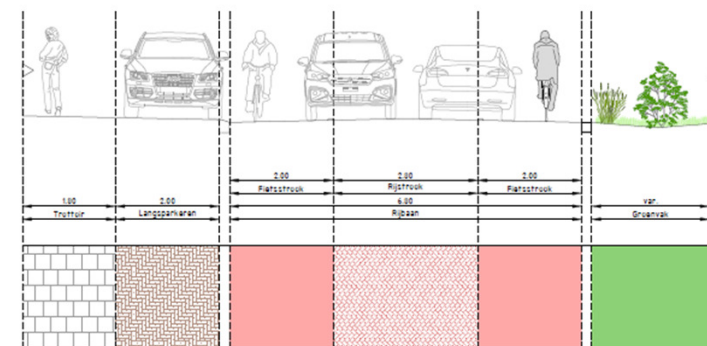 2.00
2.00
2.00
Fietsstrook
Rijstrook
Fietsstrook
1.80
2.00
6.00
var.
Trottoir
Langsparkeren
Rijbaan
Groenvak